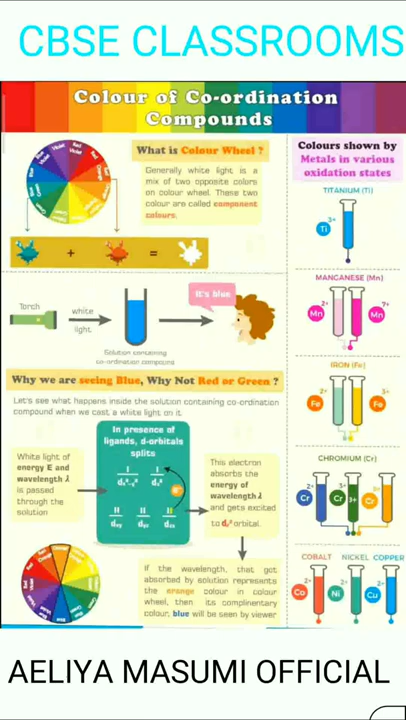 CBSE CLASSROOMS
Colour of Co-ordination
Compounds
What is Colour Wheel ?
Generally white light is a
mix of two opposite colors
on colour wheel. These two
colour are called component
colours.
+
=
Torch
white
light
Solution containing
co-ordination compound
It's blue
Why we are seeing Blue, Why Not Red or Green ?
Let's see what happens inside the solution containing co-ordination
compound when we cast a white light on it
White light of
energy E and
wavelength λ
is passed
through the
solution
In presence of
ligands, d-orbitals
splits
This electron
absorbs the
energy of
wavelength λ
and gets excited
to dz² orbital.
if the wavelength, that got
absorbed by solution represents
the orange colour in colour
wheel, then its complimentary
colour, blue will be seen by viewer
Colours shown by
Metals in various
oxidation states
TITANIUM (Ti)
3+
Ti
MANGANESE (Mn)
2+ 7+
Mn Mn
IRON (Fe)
2+ 3+
Fe Fe
CHROMIUM (Cr)
2+ 3+
Cr Cr Cr
COBALT NICKEL COPPER
2+ 2+ 2+
Co Ni Cu
AELIYA MASUMI OFFICIAL